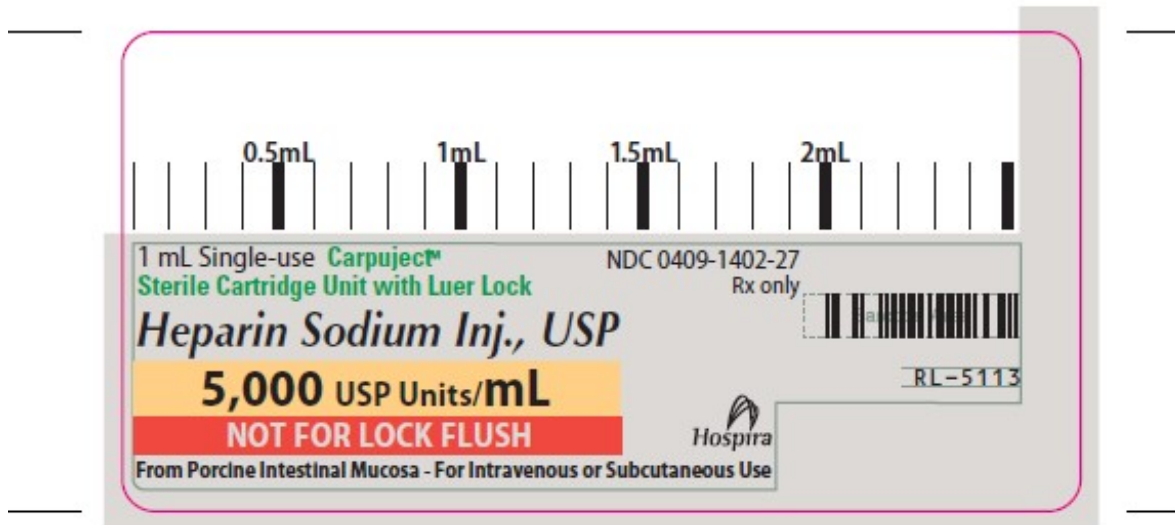 0.5mL 1mL 1.5mL 2mL
1 mL Single-use Carpuject™ NDC 0409-1402-27
Sterile Cartridge Unit with Luer Lock Rx only
Heparin Sodium Inj., USP
5,000 USP Units/mL
RL-5113
NOT FOR LOCK FLUSH
Hospira
From Porcine Intestinal Mucosa - For Intravenous or Subcutaneous Use